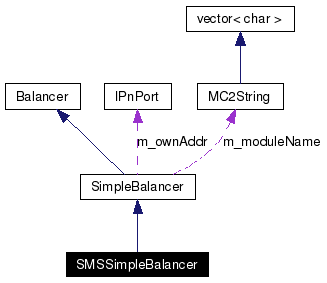 vector< char >
Balancer
IPnPort
MC2String
m_ownAddr
m_moduleName
SimpleBalancer
SMSSimpleBalancer